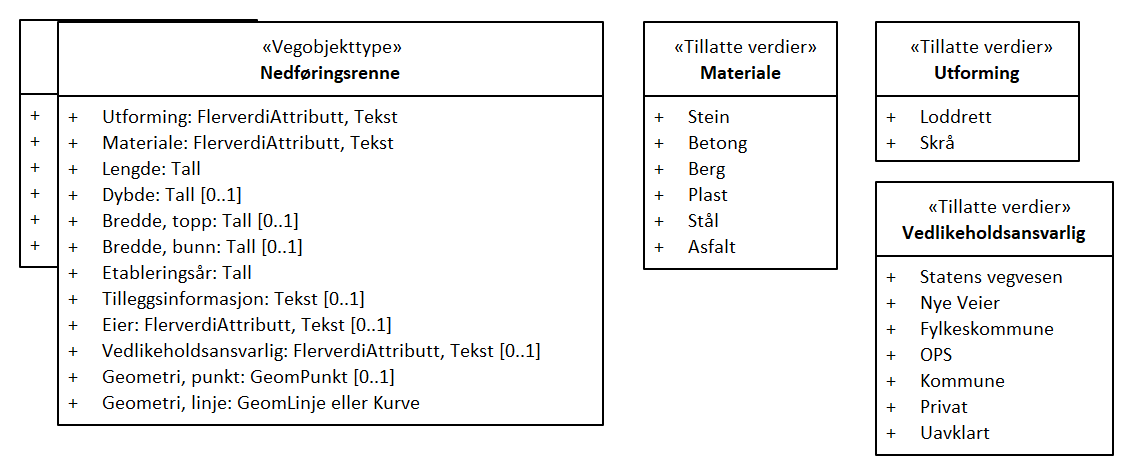 «Vegobjekttype»
Nedføringsrenne
+ Utforming: FlerverdiAttributt, Tekst
+ Materiale: FlerverdiAttributt, Tekst
+ Lengde: Tall
+ Dybde: Tall [0..1]
+ Bredde, topp: Tall [0..1]
+ Bredde, bunn: Tall [0..1]
+ Etableringsår: Tall
+ Tilleggsinformasjon: Tekst [0..1]
+ Eier: FlerverdiAttributt, Tekst [0..1]
+ Vedlikeholdsansvarlig: FlerverdiAttributt, Tekst [0..1]
+ Geometri, punkt: GeomPunkt [0..1]
+ Geometri, linje: GeomLinje eller Kurve
+
+
+
+
+
+
«Tillatte verdier»
Materiale
+ Stein
+ Betong
+ Berg
+ Plast
+ Stål
+ Asfalt
«Tillatte verdier»
Utforming
+ Loddrett
+ Skrå
«Tillatte verdier»
Vedlikeholdsansvarlig
+ Statens vegvesen
+ Nye Veier
+ Fylkeskommune
+ OPS
+ Kommune
+ Privat
+ Uavklart